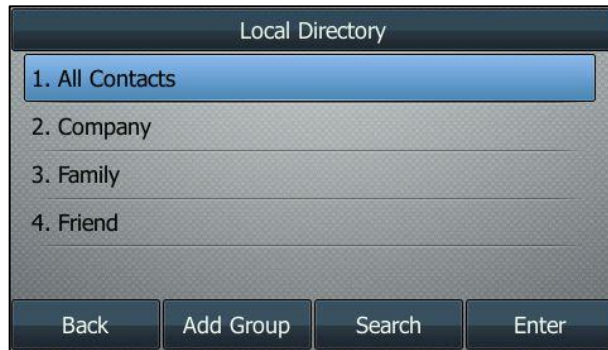 Local Directory
1. All Contacts
2. Company
3. Family
4. Friend
Back Add Group Search Enter